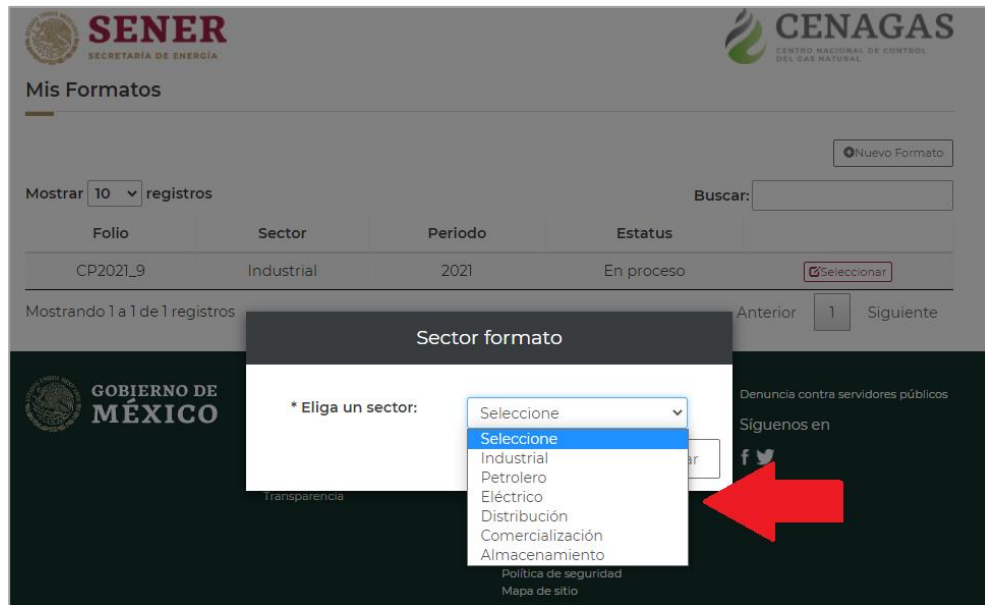 SENER
SECRETARÍA DE ENERGÍA
CENAGAS
CENTRO NACIONAL DE CONTROL
DEL GAS NATURAL
Mis Formatos
Nuevo Formato
Mostrar 10 registros
Buscar:
Folio Sector Periodo Estatus
CP2021_9 Industrial 2021 En proceso Seleccionar
Mostrando 1 a 1 de 1 registros
Anterior 1 Siguiente
Sector formato
GOBIERNO DE
MÉXICO
* Eliga un sector:
Seleccione
Seleccione
Industrial
Petrolero
Eléctrico
Distribución
Comercialización
Almacenamiento
ar
Denuncia contra servidores públicos
Síguenos en
Transparencia
Política de seguridad
Mapa de sitio